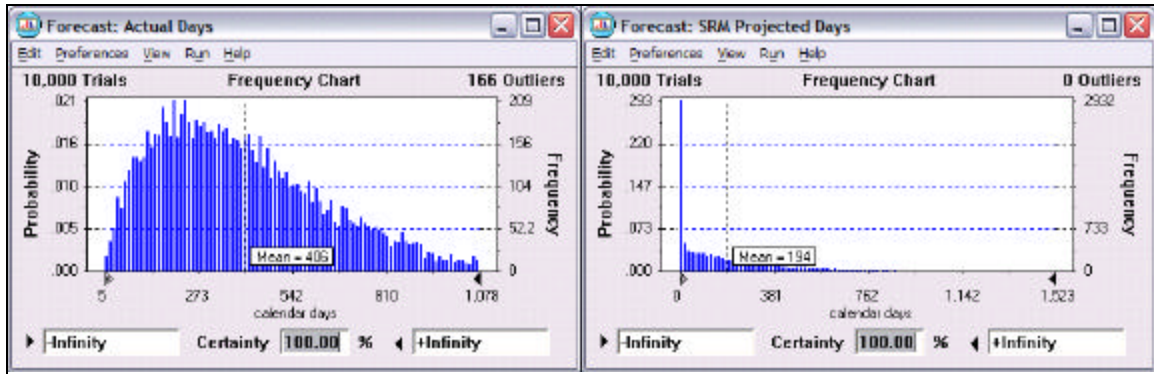 Forecast: Actual Days
Edit Preferences View Run Help
10,000 Trials Frequency Chart 166 Outliers
.021 209
.016 156
.010 104
.005 52.2
.000 0
Probability
Frequency
Mean = 406
5 273 542 810 1,078
calendar days
-Infinity Certainty 100.00 % +Infinity
Forecast: SRM Projected Days
Edit Preferences View Run Help
10,000 Trials Frequency Chart 0 Outliers
.293 2932
.220
.147
.073 733
.000 0
Probability
Frequency
Mean = 194
0 381 762 1,142 1,523
calendar days
-Infinity Certainty 100.00 % +Infinity